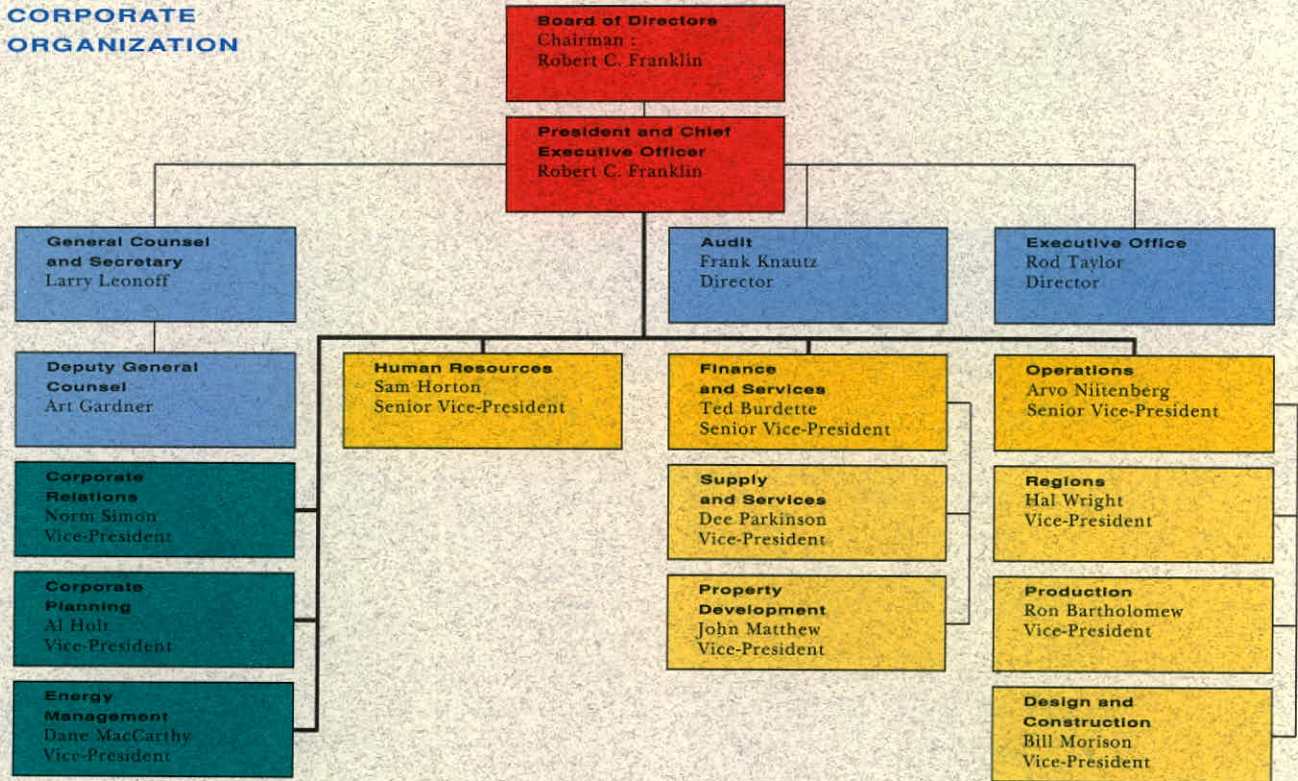 CORPORATE
ORGANIZATION
Board of Directors
Chairman :
Robert C. Franklin
President and Chief
Executive Officer
Robert C. Franklin
General Counsel
and Secretary
Larry Leonoff
Audit
Frank Knautz
Director
Executive Office
Rod Taylor
Director
Deputy General
Counsel
Art Gardner
Human Resources
Sam Horton
Senior Vice-President
Finance
and Services
Ted Burdette
Senior Vice-President
Operations
Arvo Niitenberg
Senior Vice-President
Corporate
Relations
Norm Simon
Vice-President
Supply
and Services
Dee Parkinson
Vice-President
Regions
Hal Wright
Vice-President
Corporate
Planning
Al Holt
Vice-President
Property
Development
John Matthew
Vice-President
Production
Ron Bartholomew
Vice-President
Energy
Management
Dane MacCarthy
Vice-President
Design and
Construction
Bill Morison
Vice-President